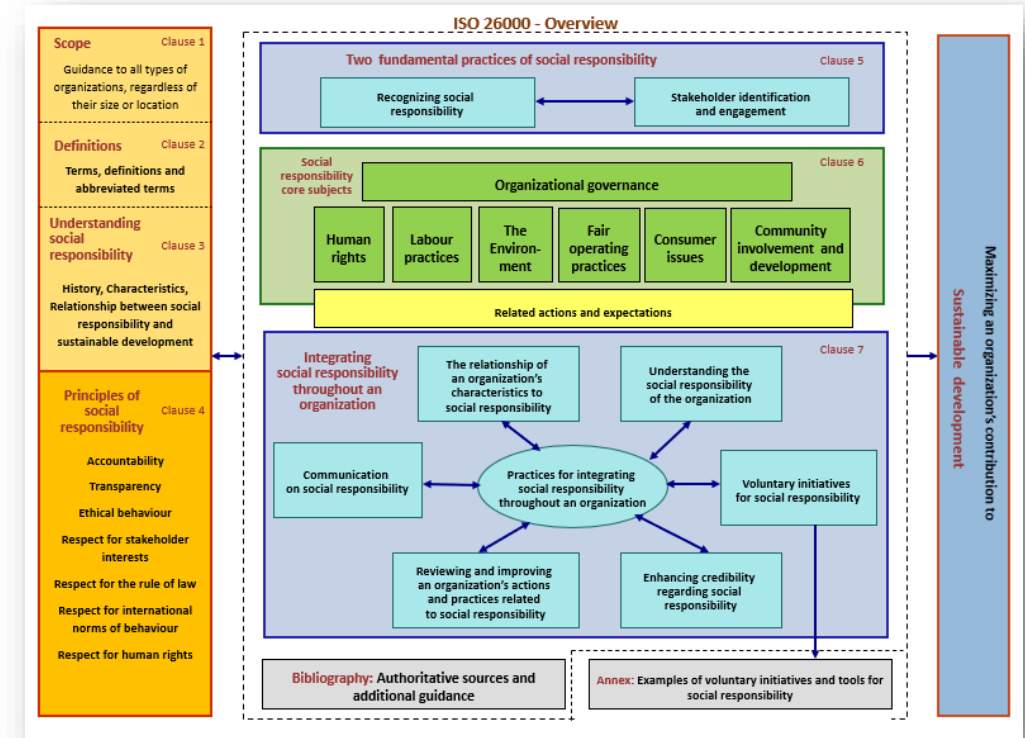 ISO 26000 - Overview
Scope
Clause 1
Guidance to all types of
organizations, regardless of
their size or location
Definitions
Clause 2
Terms, definitions and
abbreviated terms
Understanding
social
responsibility
Clause 3
History, Characteristics,
Relationship between social
responsibility and
sustainable development
Principles of
social
responsibility
Clause 4
Accountability
Transparency
Ethical behaviour
Respect for stakeholder
interests
Respect for the rule of law
Respect for international
norms of behaviour
Respect for human rights
Two fundamental practices of social responsibility
Clause 5
Recognizing social
responsibility
Stakeholder identification
and engagement
Social
responsibility
core subjects
Clause 6
Organizational governance
Human
rights
Labour
practices
The
Environ-
ment
Fair
operating
practices
Consumer
issues
Community
involvement and
development
Related actions and expectations
Integrating
social responsibility
throughout an
organization
Clause 7
The relationship of
an organization's
characteristics to
social responsibility
Understanding the
social responsibility
of the organization
Communication
on social responsibility
Practices for integrating
social responsibility
throughout an organization
Voluntary initiatives
for social responsibility
Reviewing and improving
an organization's actions
and practices related
to social responsibility
Enhancing credibility
regarding social
responsibility
Bibliography: Authoritative sources and
additional guidance
Annex: Examples of voluntary initiatives and tools for
social responsibility
Maximizing an organization's contribution to
Sustainable development